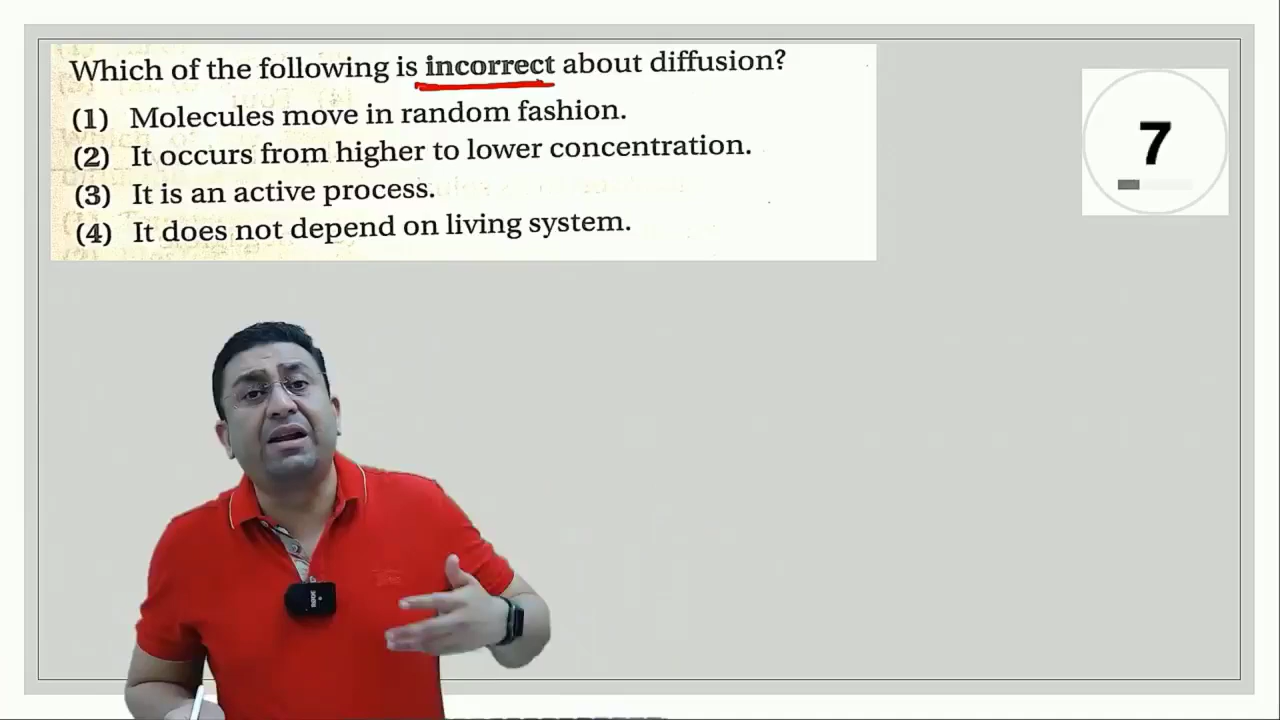 Which of the following is incorrect about diffusion?
(1) Molecules move in random fashion.
(2) It occurs from higher to lower concentration.
(3) It is an active process.
(4) It does not depend on living system.
7